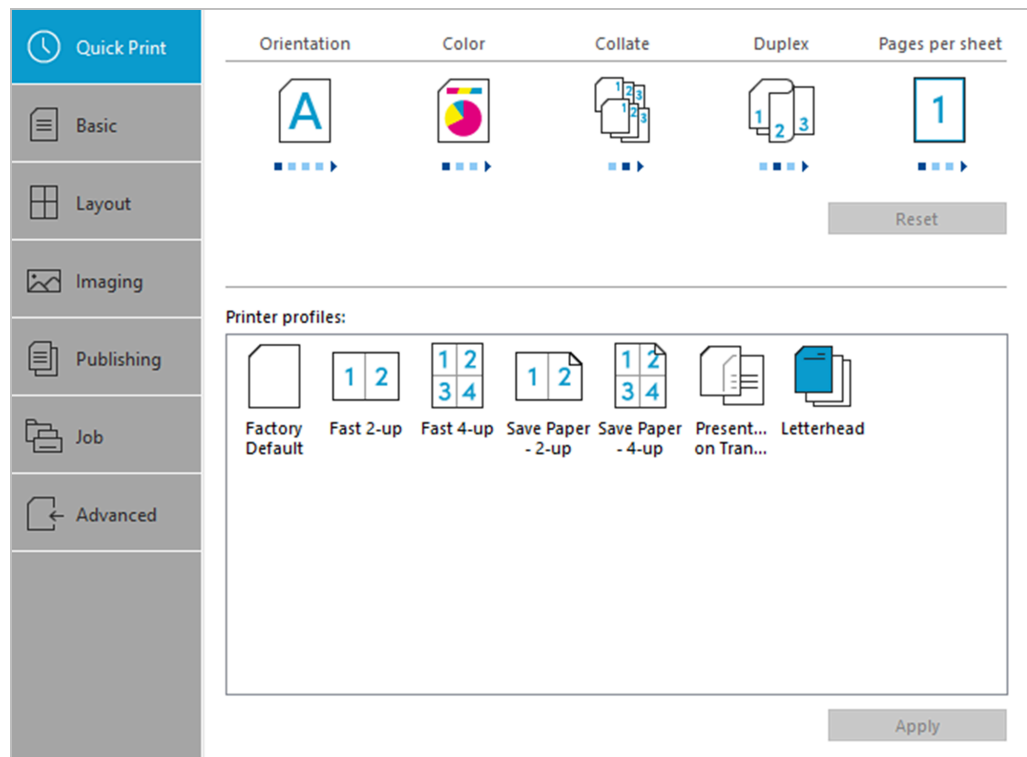 Quick Print
Basic
Layout
Imaging
Publishing
Job
Advanced
Orientation Color Collate Duplex Pages per sheet
A 1 2 3 1 2 3 1 2 3 1
Reset
Printer profiles:
1 2 1 2 1 2 1 2
3 4 3 4
Factory Fast 2-up Fast 4-up Save Paper Save Paper Present... Letterhead
Default - 2-up - 4-up on Tran...
Apply